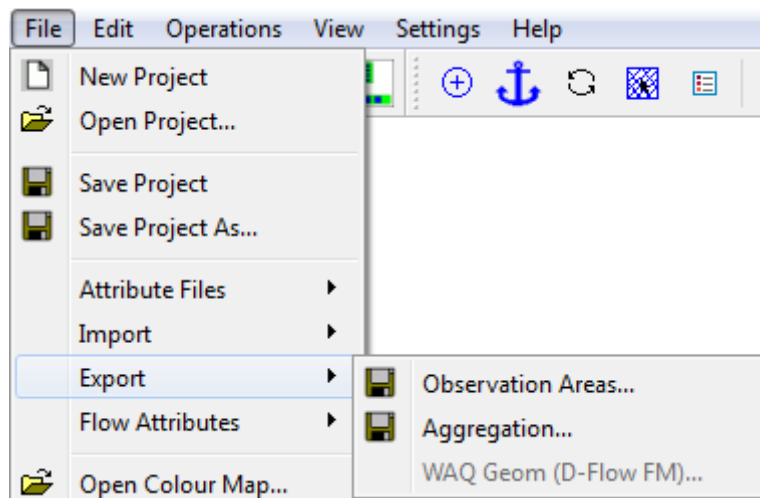 File Edit Operations View Settings Help
New Project
Open Project...
Save Project
Save Project As...
Attribute Files
Import
Export
Observation Areas...
Flow Attributes
Aggregation...
WAQ Geom (D-Flow FM)...
Open Colour Map...